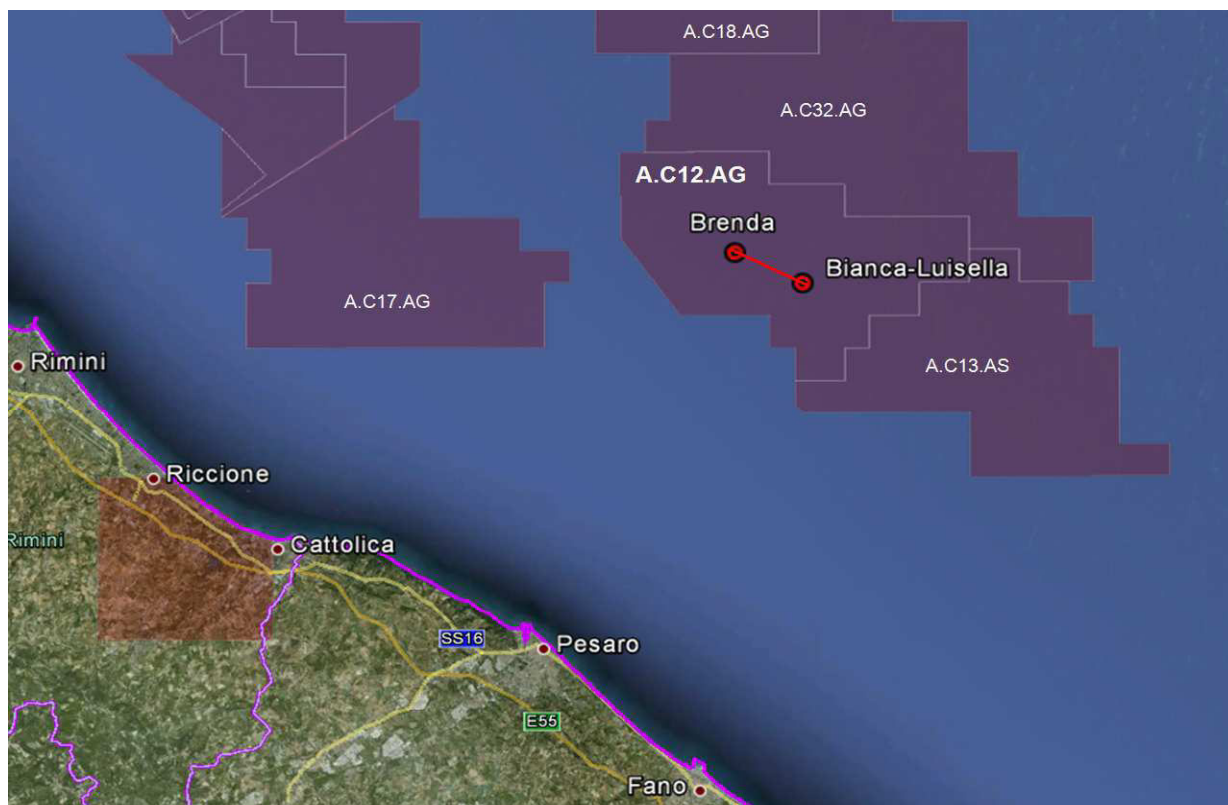 A.C18.AG
A.C32.AG
A.C12.AG
Brenda
Bianca-Luisella
A.C17.AG
A.C13.AS
Rimini
Riccione
Rimini
Cattolica
SS16
Pesaro
E55
Fano